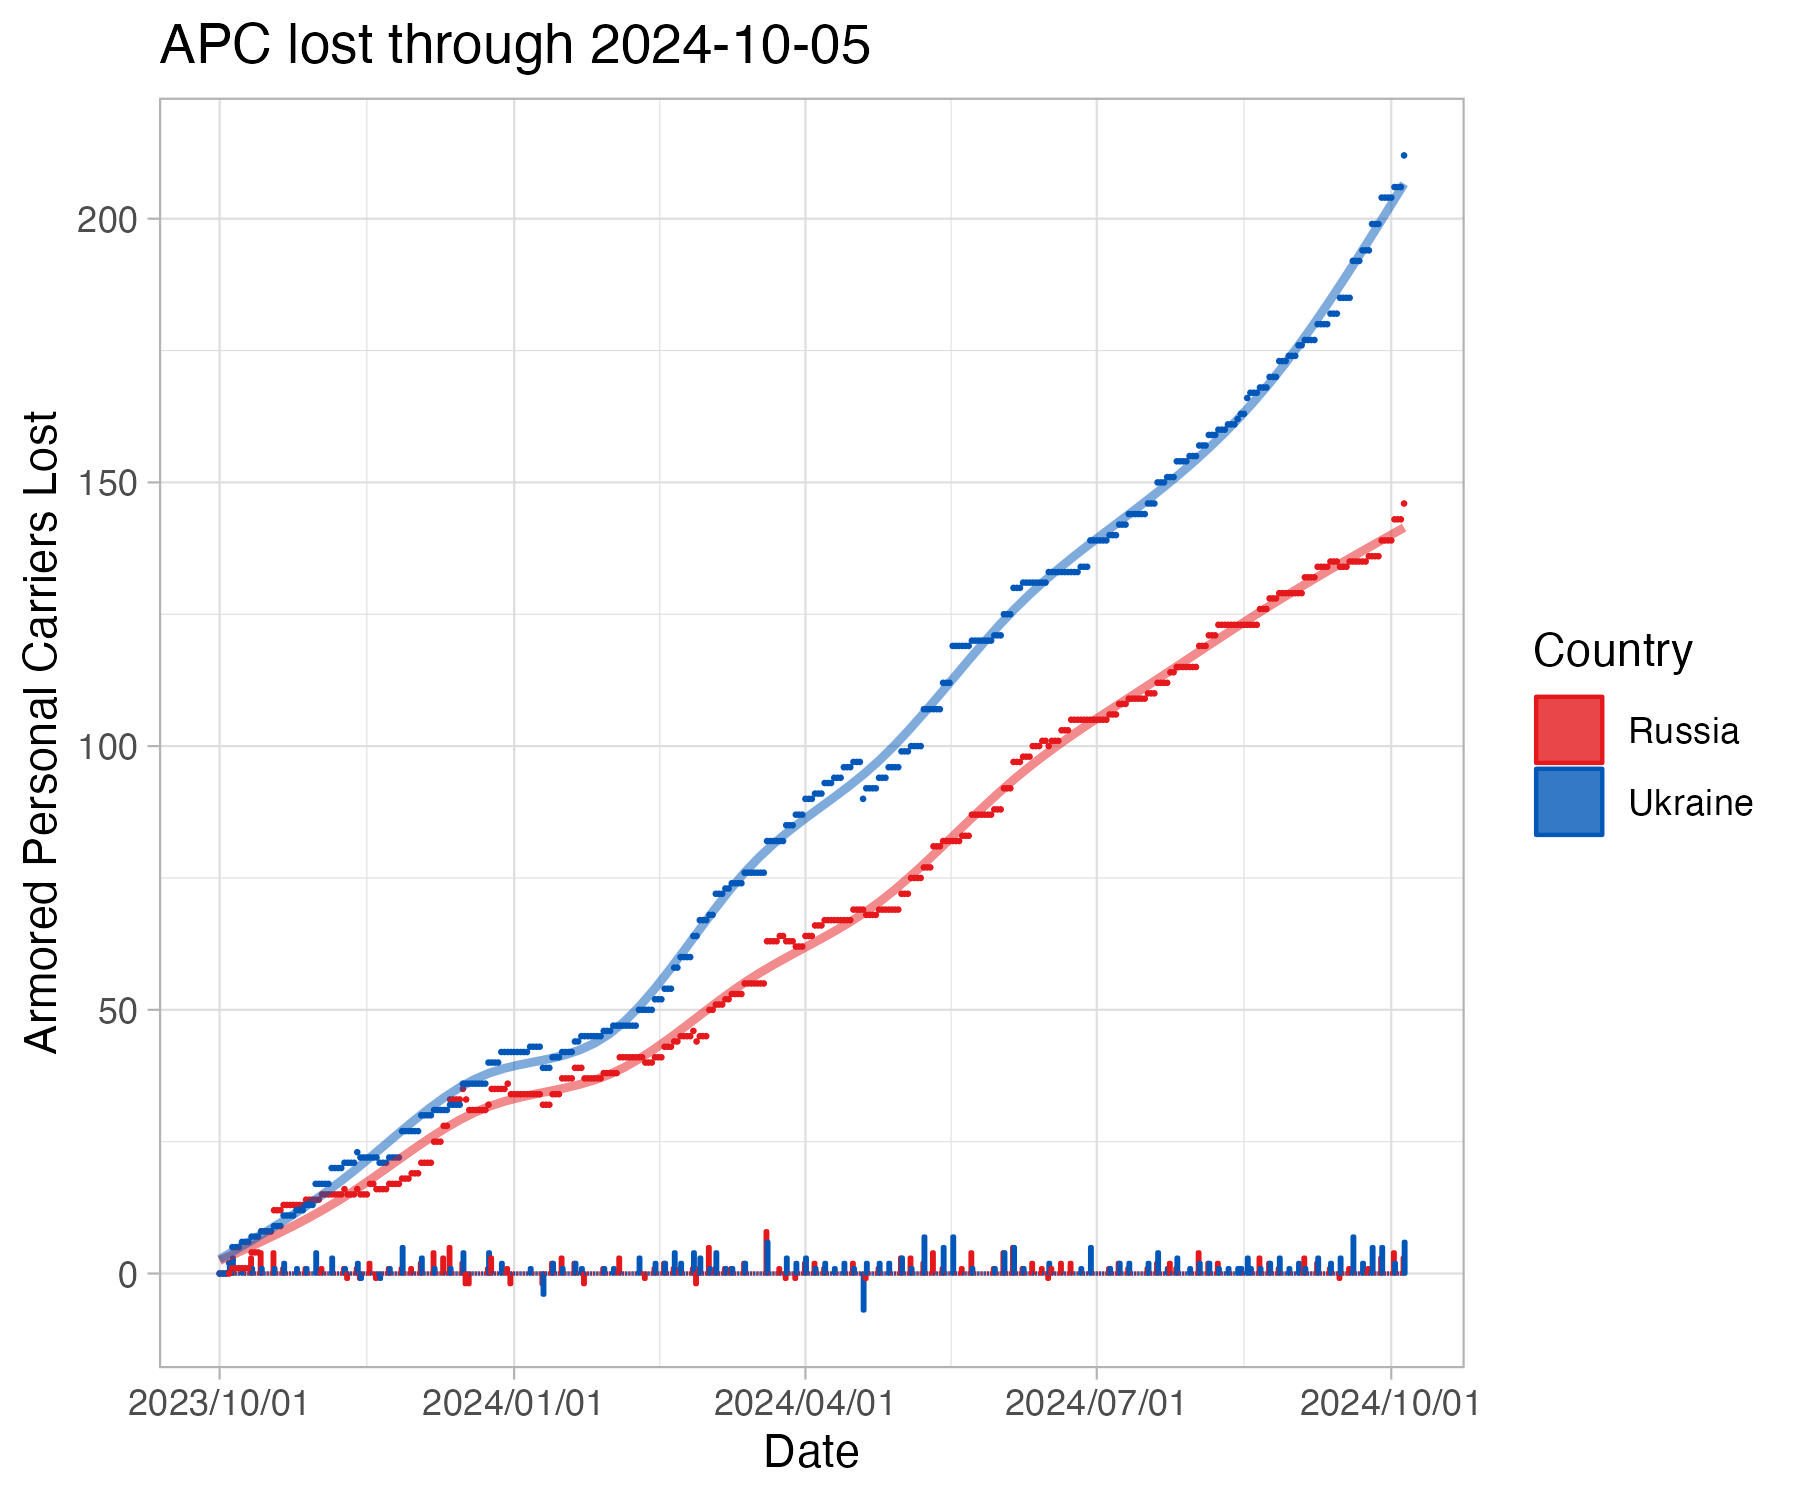 APC lost through 2024-10-05
Armored Personal Carriers Lost
200
150
100
50
0
2023/10/01
2024/01/01
2024/04/01
2024/07/01
2024/10/01
Date
Country
Russia
Ukraine